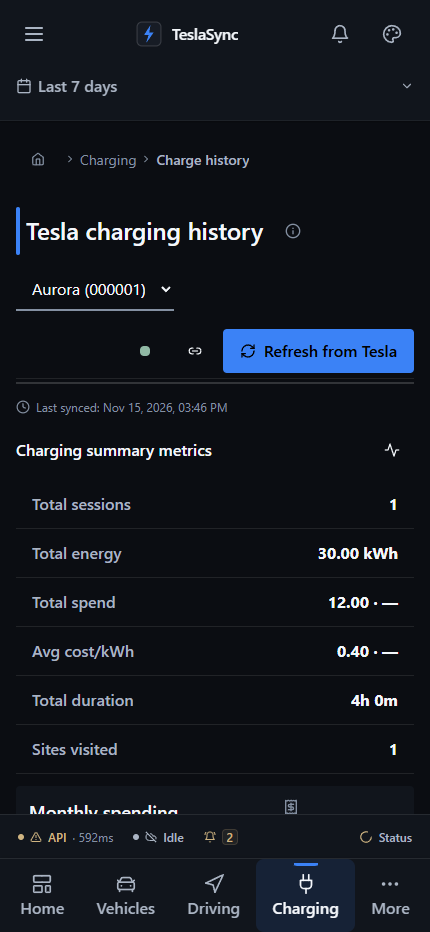 TeslaSync
Last 7 days
Charging > Charge history
Tesla charging history
Aurora (000001)
Refresh from Tesla
Last synced: Nov 15, 2026, 03:46 PM
Charging summary metrics
Total sessions 1
Total energy 30.00 kWh
Total spend 12.00 · —
Avg cost/kWh 0.40 · —
Total duration 4h 0m
Sites visited 1
Monthly spending
API · 592ms Idle 2 Status
Home Vehicles Driving Charging More